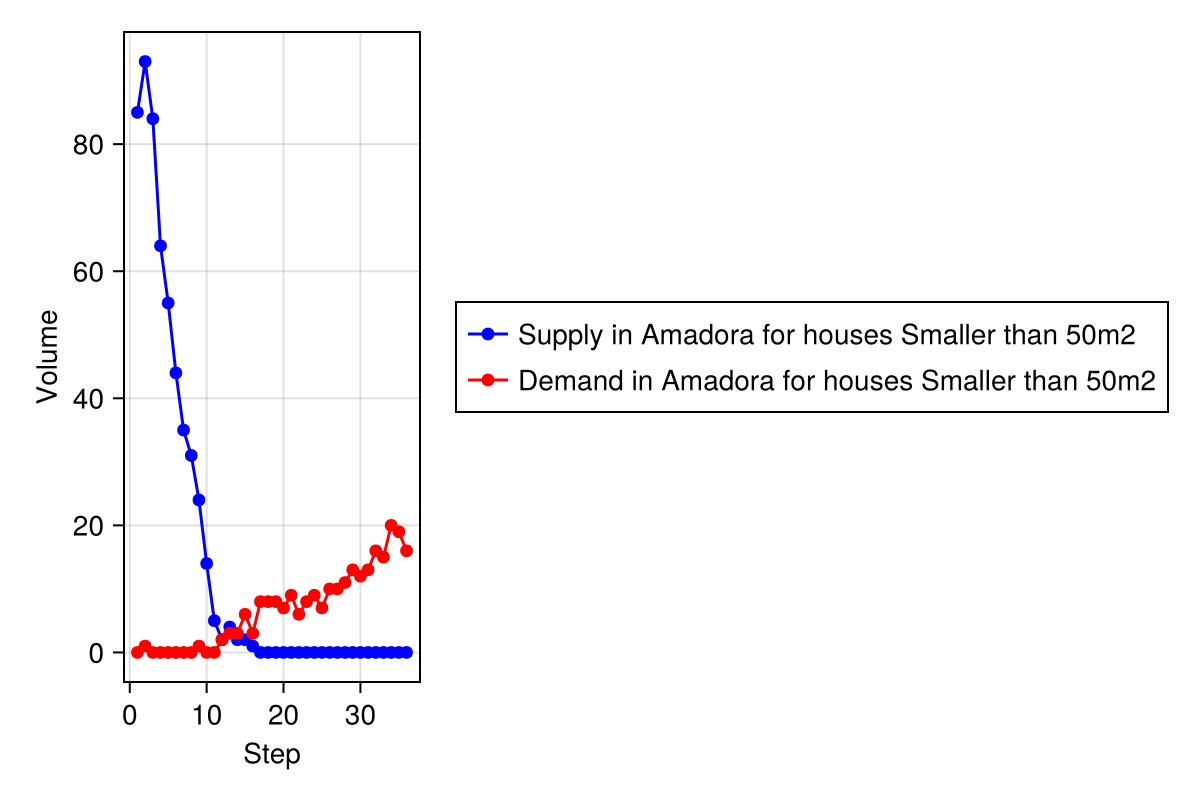 80
60
40
20
0
Volume
0 10 20 30
Step
Supply in Amadora for houses Smaller than 50m2
Demand in Amadora for houses Smaller than 50m2